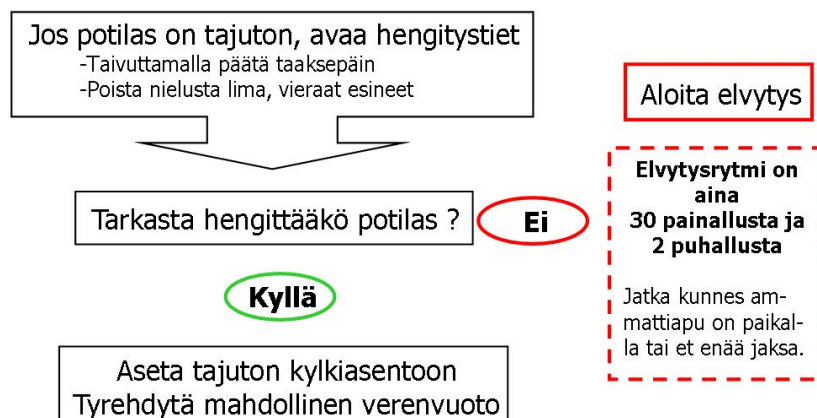 Jos potilas on tajuton, avaa hengitystiet
-Taivuttamalla päätä taaksepäin
-Poista nielusta lima, vieraat esineet
Tarkasta hengittääkö potilas ?
Ei
Aloita elvytys
Elvytysrytmi on
aina
30 painallusta ja
2 puhallusta
Jatka kunnes am-
mattiapu on paikal-
la tai et enää jaksa.
Kyllä
Aseta tajuton kylkiasentoon
Tyrehdytä mahdollinen verenvuoto